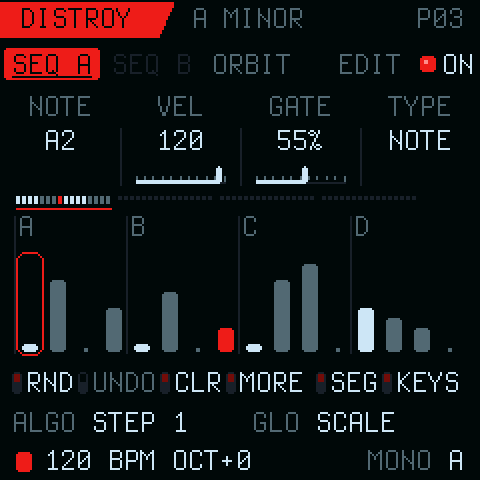 DISTROY A MINOR P03
SEQ A SEQ B ORBIT EDIT ON
NOTE VEL GATE TYPE
A2 120 55% NOTE
A B C D
RND UNDO CLR MORE SEG KEYS
ALGO STEP 1 GLO SCALE
120 BPM OCT+0 MONO A